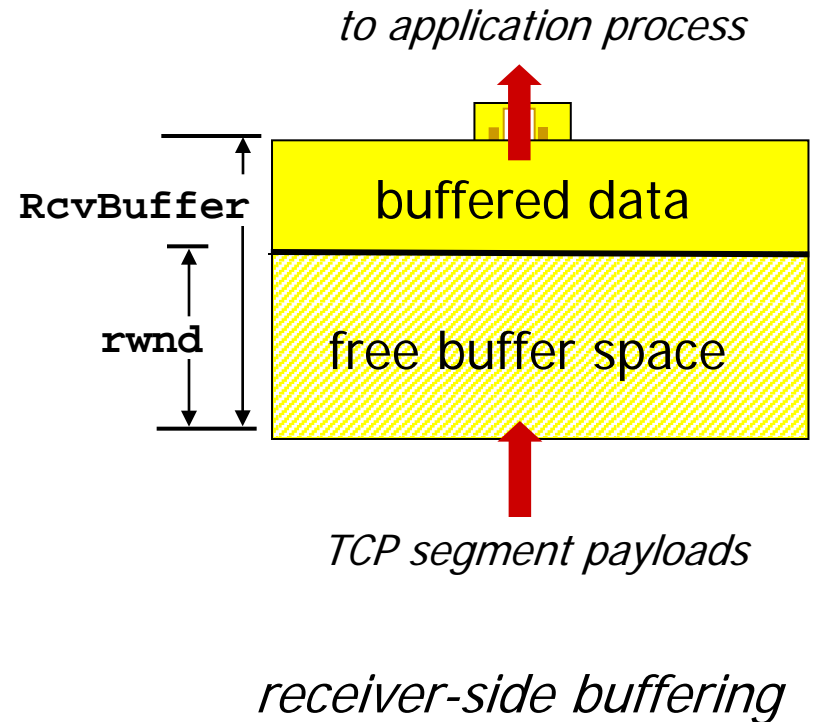 to application process
RcvBuffer
buffered data
rwnd
free buffer space
TCP segment payloads
receiver-side buffering